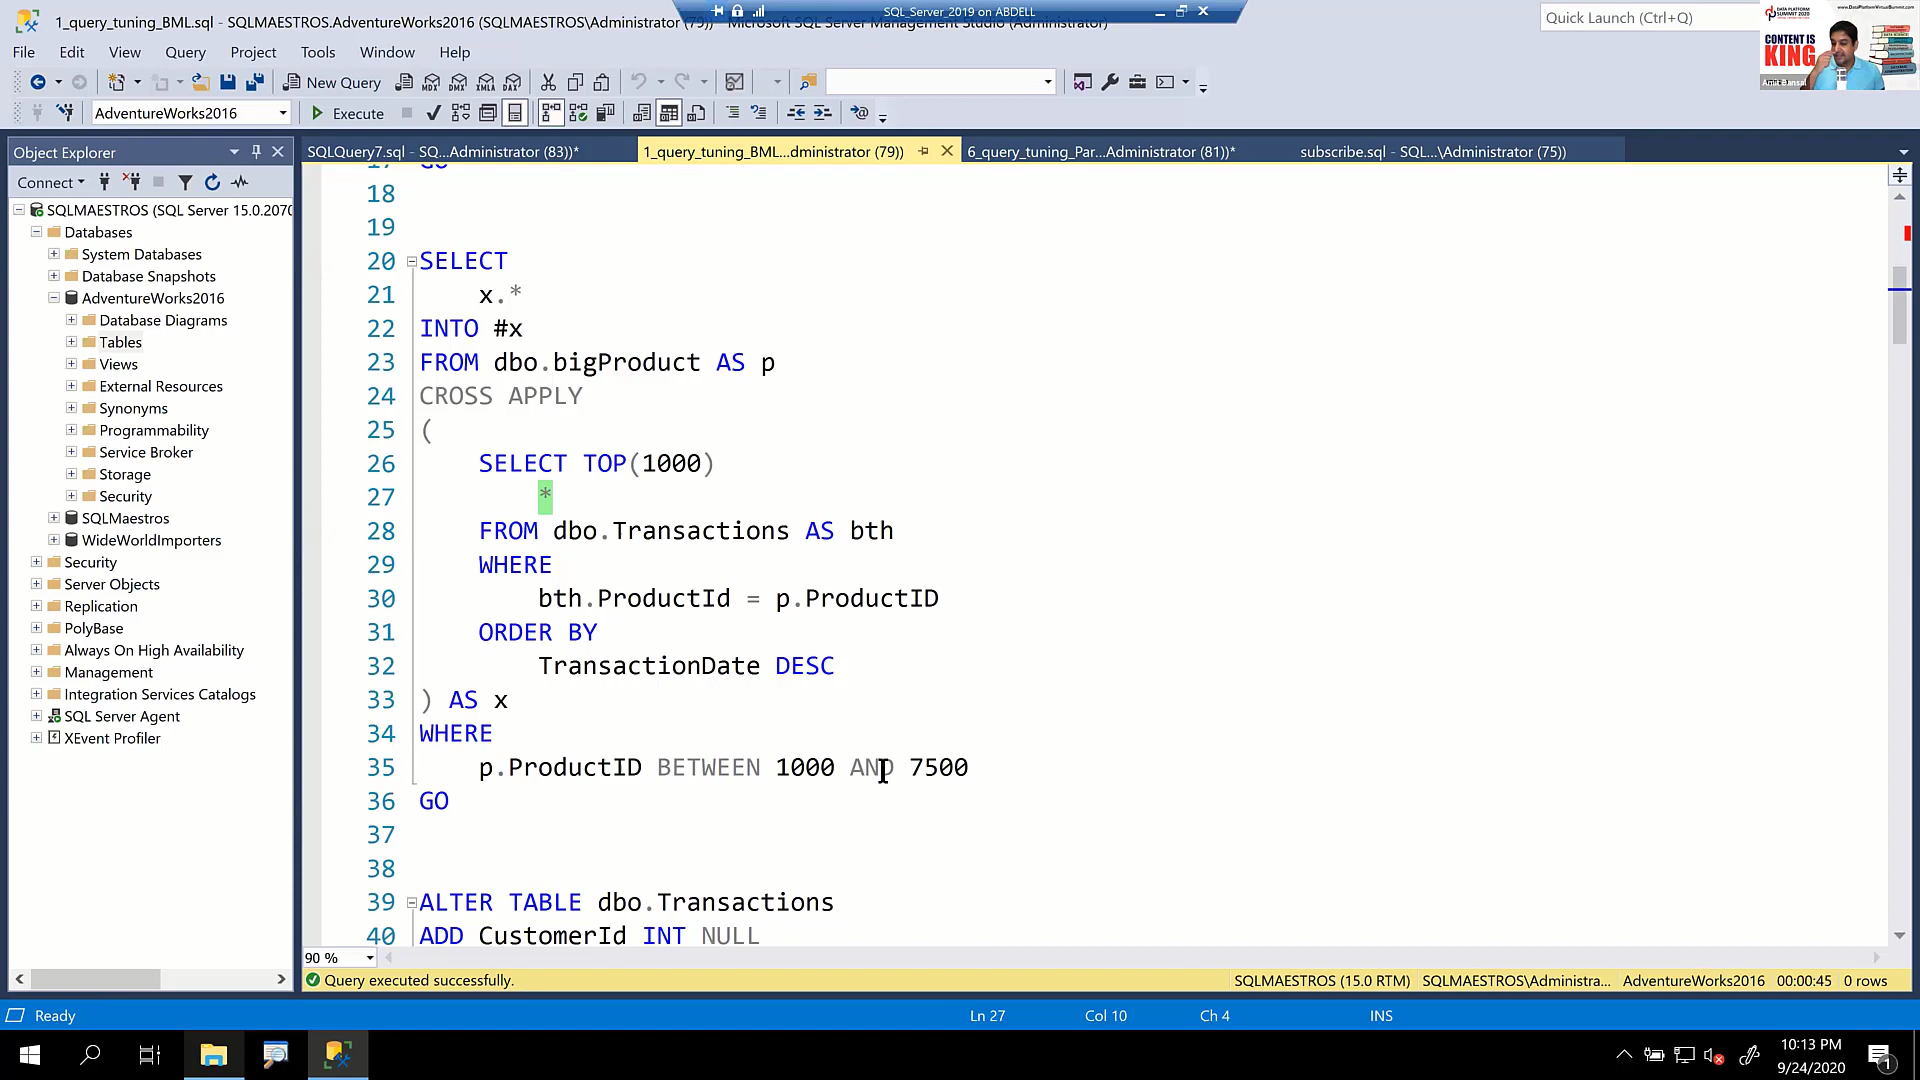 1_query_tuning_BML.sql - SQLMAESTROS.AdventureWorks2016 (SQLMAESTROS\Administrator (79)) - Microsoft SQL Server Management Studio (Administrator)
SQL_Server_2019 on ABDELL
Quick Launch (Ctrl+Q)
CONTENT IS KING
File Edit View Query Project Tools Window Help
New Query
MDX DMX XMLA DAX
AdventureWorks2016
Execute
Object Explorer
SQLQuery7.sql - SQ...Administrator (83))*
1_query_tuning_BML...dministrator (79))
6_query_tuning_Par...Administrator (81))*
subscribe.sql - SQL...\Administrator (75))
Connect
SQLMAESTROS (SQL Server 15.0.2070
Databases
System Databases
Database Snapshots
AdventureWorks2016
Database Diagrams
Tables
Views
External Resources
Synonyms
Programmability
Service Broker
Storage
Security
SQLMaestros
WideWorldImporters
Security
Server Objects
Replication
PolyBase
Always On High Availability
Management
Integration Services Catalogs
SQL Server Agent
XEvent Profiler
17 GO
18
19
20 SELECT
21 x.*
22 INTO #x
23 FROM dbo.bigProduct AS p
24 CROSS APPLY
25 (
26 SELECT TOP(1000)
27 *
28 FROM dbo.Transactions AS bth
29 WHERE
30 bth.ProductId = p.ProductID
31 ORDER BY
32 TransactionDate DESC
33 ) AS x
34 WHERE
35 p.ProductID BETWEEN 1000 AND 7500
36 GO
37
38
39 ALTER TABLE dbo.Transactions
40 ADD CustomerId INT NULL
90 %
Query executed successfully.
SQLMAESTROS (15.0 RTM) SQLMAESTROS\Administra... AdventureWorks2016 00:00:45 0 rows
Ready Ln 27 Col 10 Ch 4 INS
10:13 PM
9/24/2020
1